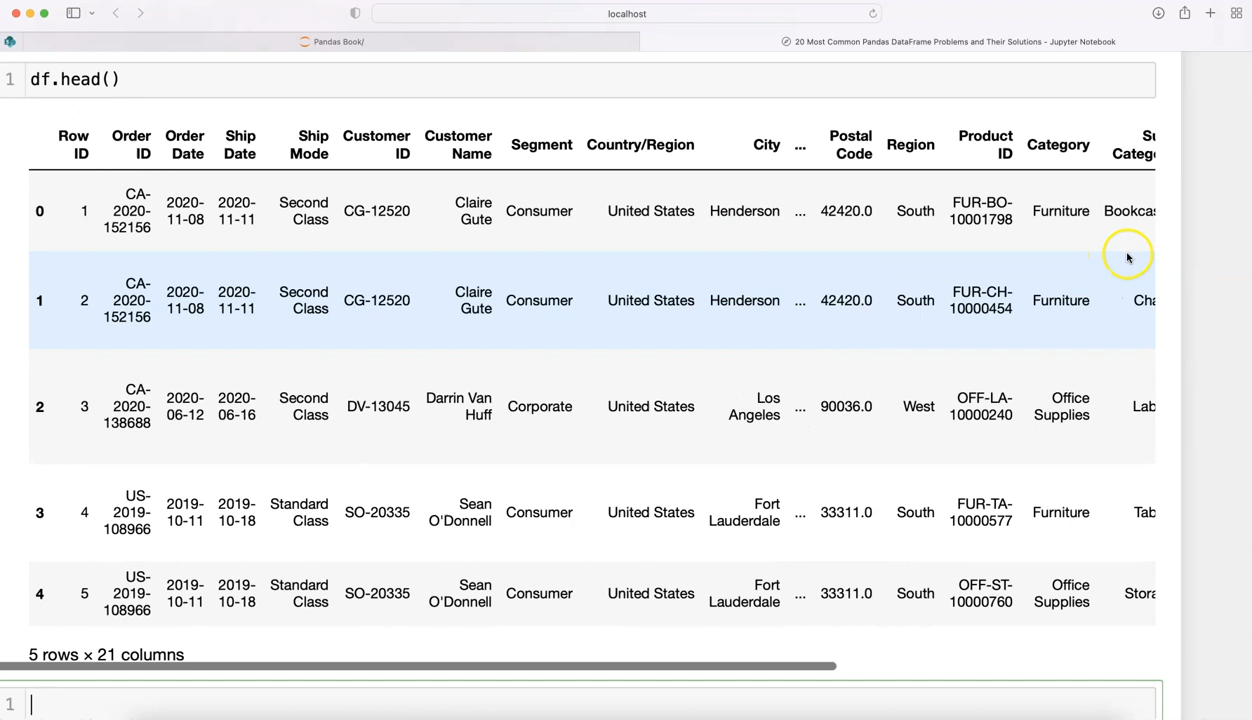 localhost
Pandas Book/
20 Most Common Pandas DataFrame Problems and Their Solutions - Jupyter Notebook
1 df.head()
Row ID Order ID Order Date Ship Date Ship Mode Customer ID Customer Name Segment Country/Region City ... Postal Code Region Product ID Category Su Catego
0 1 CA-2020-152156 2020-11-08 2020-11-11 Second Class CG-12520 Claire Gute Consumer United States Henderson ... 42420.0 South FUR-BO-10001798 Furniture Bookcas
1 2 CA-2020-152156 2020-11-08 2020-11-11 Second Class CG-12520 Claire Gute Consumer United States Henderson ... 42420.0 South FUR-CH-10000454 Furniture Cha
2 3 CA-2020-138688 2020-06-12 2020-06-16 Second Class DV-13045 Darrin Van Huff Corporate United States Los Angeles ... 90036.0 West OFF-LA-10000240 Office Supplies Lab
3 4 US-2019-108966 2019-10-11 2019-10-18 Standard Class SO-20335 Sean O'Donnell Consumer United States Fort Lauderdale ... 33311.0 South FUR-TA-10000577 Furniture Tab
4 5 US-2019-108966 2019-10-11 2019-10-18 Standard Class SO-20335 Sean O'Donnell Consumer United States Fort Lauderdale ... 33311.0 South OFF-ST-10000760 Office Supplies Stora
5 rows × 21 columns
1